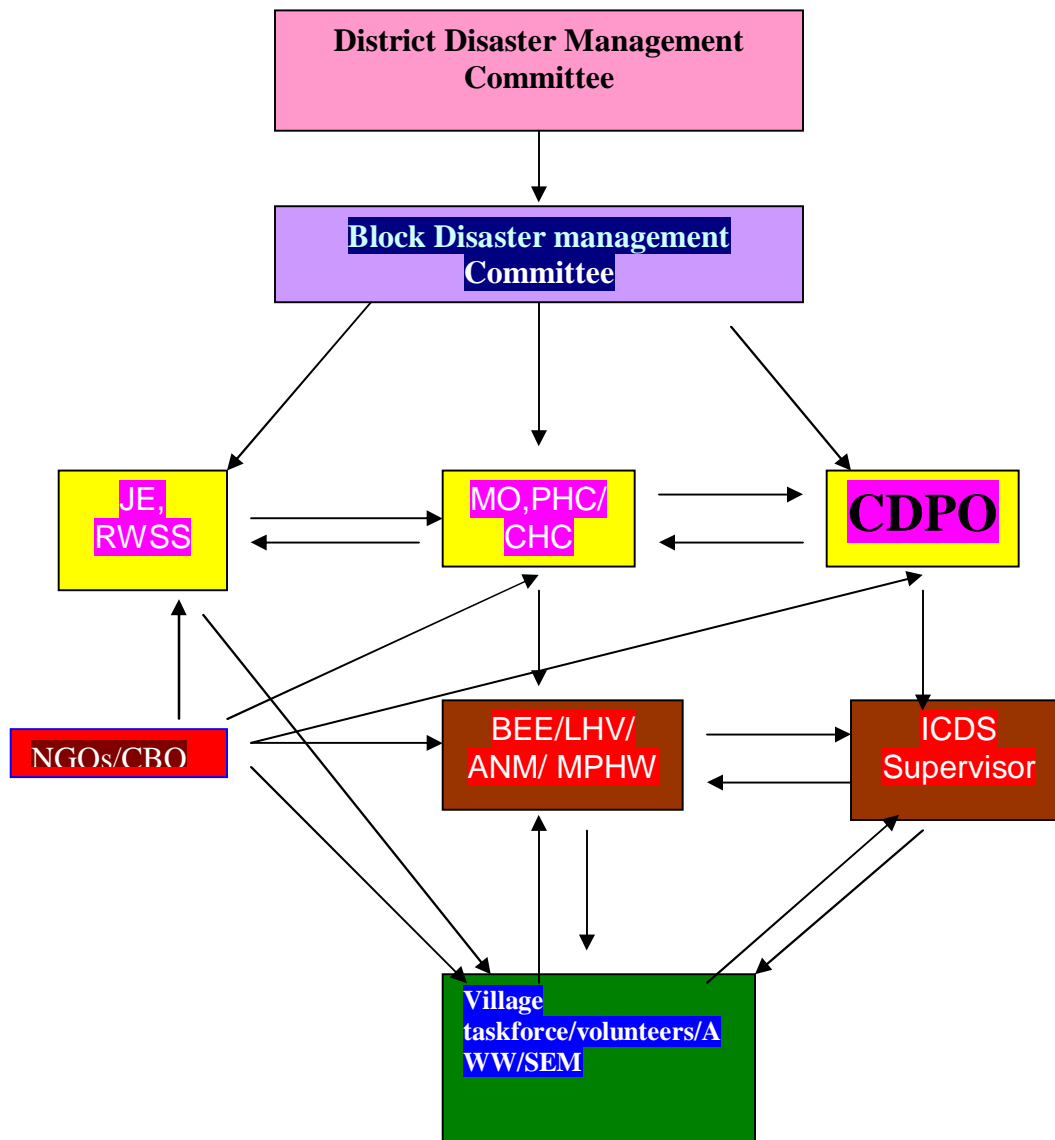 District Disaster Management
Committee
Block Disaster management
Committee
JE,
RWSS
MO,PHC/
CHC
CDPO
NGOs/CBO
BEE/LHV/
ANM/ MPHW
ICDS
Supervisor
Village
taskforce/volunteers/A
WW/SEM